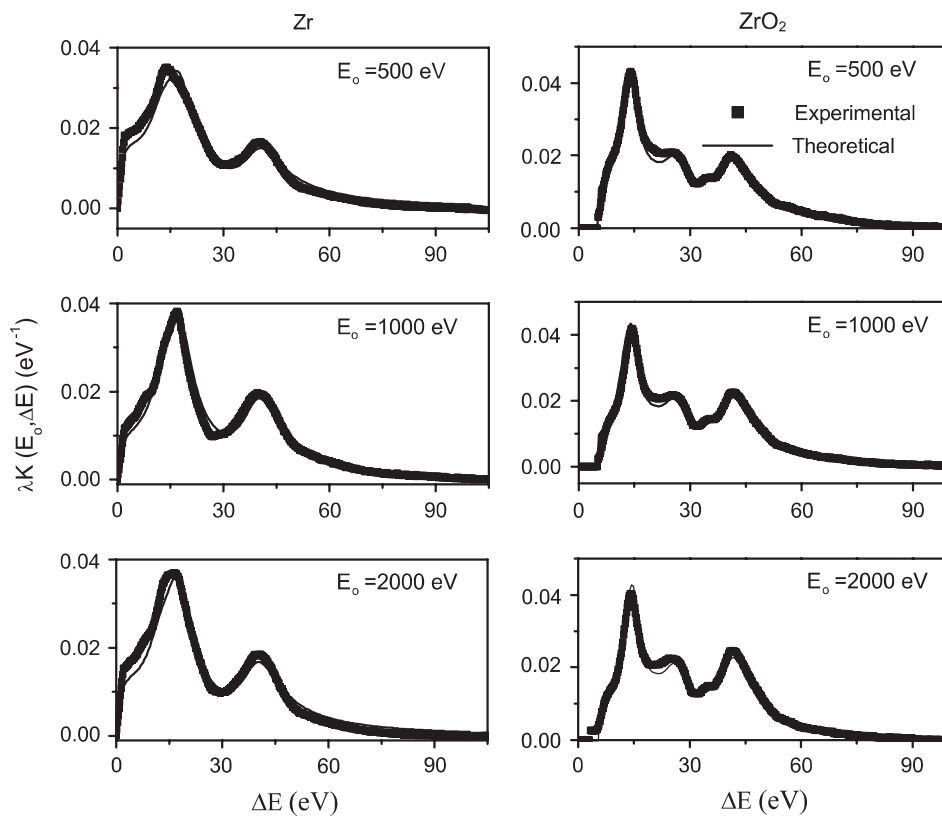 Zr
ZrO₂
0.04
0.02
0.00
E₀ =500 eV
0 30 60 90
0.04
0.02
0.00
E₀ =500 eV
Experimental
Theoretical
0 30 60 90
λK (E₀,ΔE) (eV⁻¹)
0.04
0.02
0.00
E₀ =1000 eV
0 30 60 90
0.04
0.02
0.00
E₀ =1000 eV
0 30 60 90
0.04
0.02
0.00
E₀ =2000 eV
0 30 60 90
ΔE (eV)
0.04
0.02
0.00
E₀ =2000 eV
0 30 60 90
ΔE (eV)